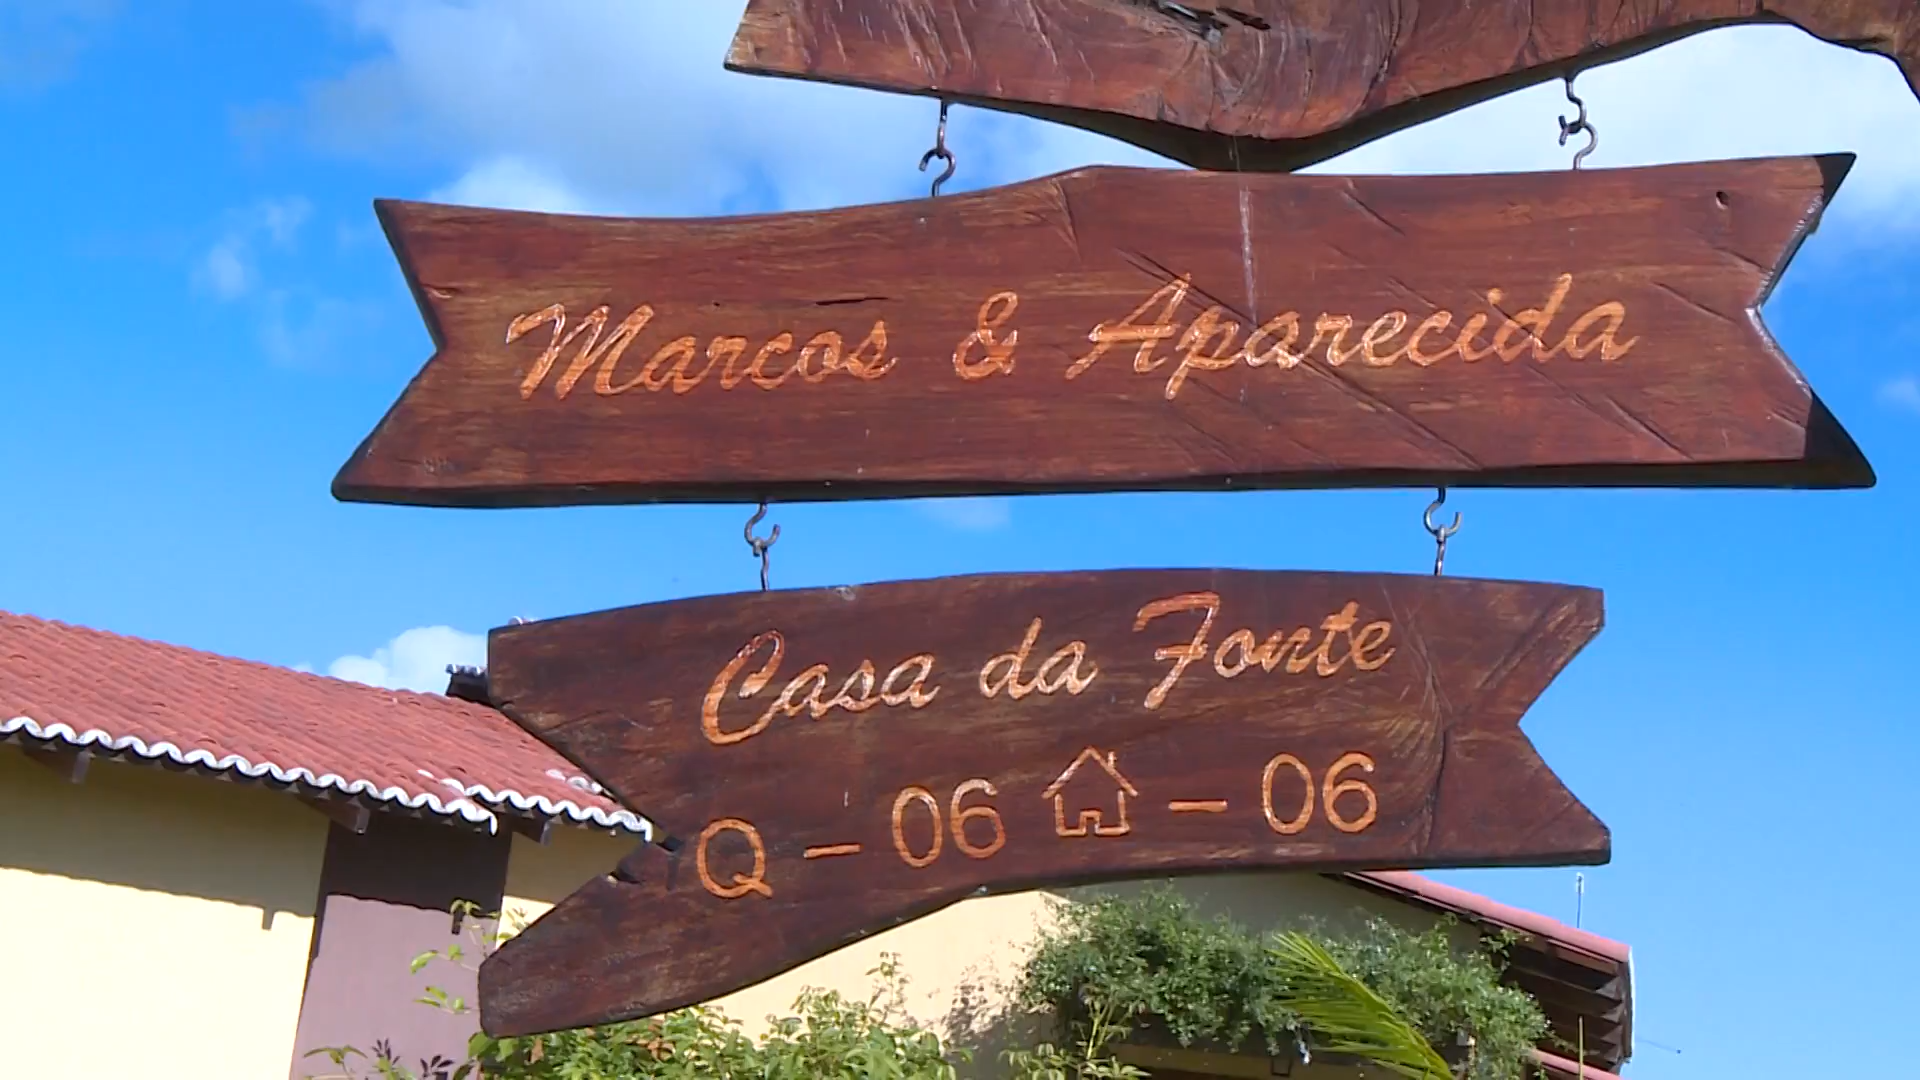 Marcos & Aparecida
Casa da Fonte
Q - 06 - 06